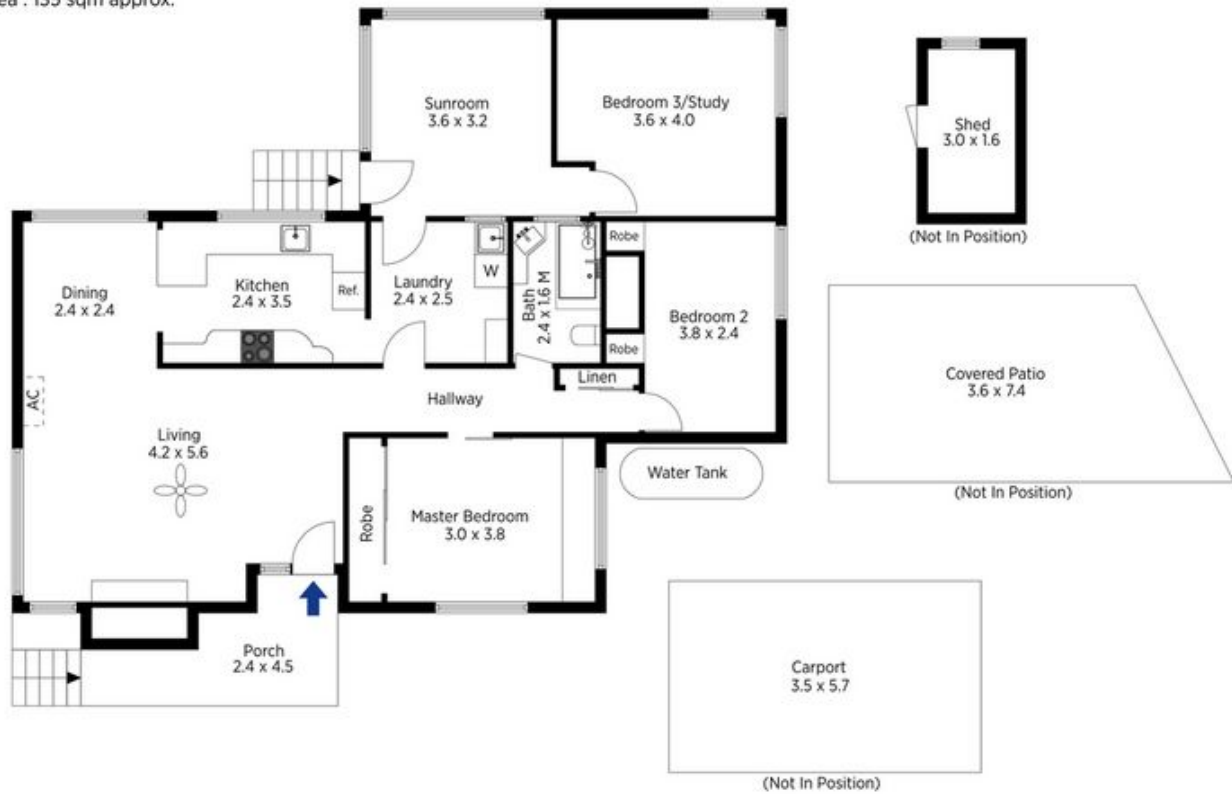 : 135 sqm approx.
Sunroom
3.6 x 3.2
Bedroom 3/Study
3.6 x 4.0
Shed
3.0 x 1.6
(Not In Position)
Dining
2.4 x 2.4
Kitchen
2.4 x 3.5
Ref.
Laundry
2.4 x 2.5
W
Bath
2.4 x 1.6 M
Robe
Bedroom 2
3.8 x 2.4
Robe
Linen
Hallway
AC
Living
4.2 x 5.6
Covered Patio
3.6 x 7.4
(Not In Position)
Robe
Master Bedroom
3.0 x 3.8
Water Tank
Porch
2.4 x 4.5
Carport
3.5 x 5.7
(Not In Position)